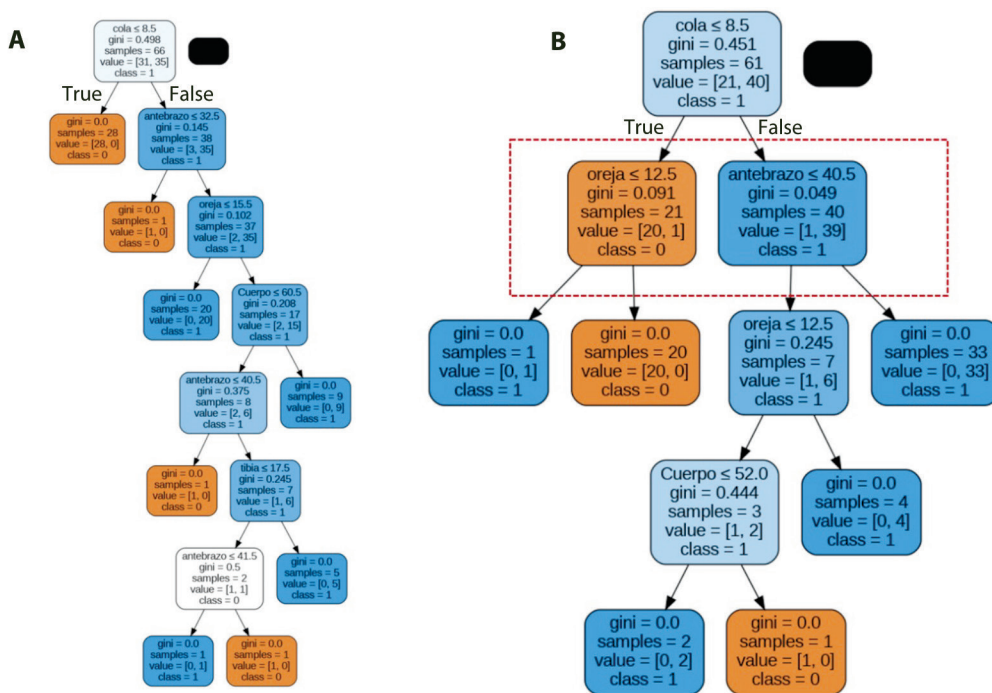 A
cola ≤ 8.5
gini = 0.498
samples = 66
value = [31, 35]
class = 1
True
False
gini = 0.0
samples = 28
value = [28, 0]
class = 0
antebrazo ≤ 32.5
gini = 0.145
samples = 38
value = [3, 35]
class = 1
gini = 0.0
samples = 1
value = [1, 0]
class = 0
oreja ≤ 15.5
gini = 0.102
samples = 37
value = [2, 35]
class = 1
gini = 0.0
samples = 20
value = [0, 20]
class = 1
Cuerpo ≤ 60.5
gini = 0.208
samples = 17
value = [2, 15]
class = 1
antebrazo ≤ 40.5
gini = 0.375
samples = 8
value = [2, 6]
class = 1
gini = 0.0
samples = 9
value = [0, 9]
class = 1
gini = 0.0
samples = 1
value = [1, 0]
class = 0
tibia ≤ 17.5
gini = 0.245
samples = 7
value = [1, 6]
class = 1
antebrazo ≤ 41.5
gini = 0.5
samples = 2
value = [1, 1]
class = 0
gini = 0.0
samples = 5
value = [0, 5]
class = 1
gini = 0.0
samples = 1
value = [0, 1]
class = 1
gini = 0.0
samples = 1
value = [1, 0]
class = 0
B
cola ≤ 8.5
gini = 0.451
samples = 61
value = [21, 40]
class = 1
True
False
oreja ≤ 12.5
gini = 0.091
samples = 21
value = [20, 1]
class = 0
antebrazo ≤ 40.5
gini = 0.049
samples = 40
value = [1, 39]
class = 1
gini = 0.0
samples = 1
value = [0, 1]
class = 1
gini = 0.0
samples = 20
value = [20, 0]
class = 0
oreja ≤ 12.5
gini = 0.245
samples = 7
value = [1, 6]
class = 1
gini = 0.0
samples = 33
value = [0, 33]
class = 1
Cuerpo ≤ 52.0
gini = 0.444
samples = 3
value = [1, 2]
class = 1
gini = 0.0
samples = 4
value = [0, 4]
class = 1
gini = 0.0
samples = 2
value = [0, 2]
class = 1
gini = 0.0
samples = 1
value = [1, 0]
class = 0